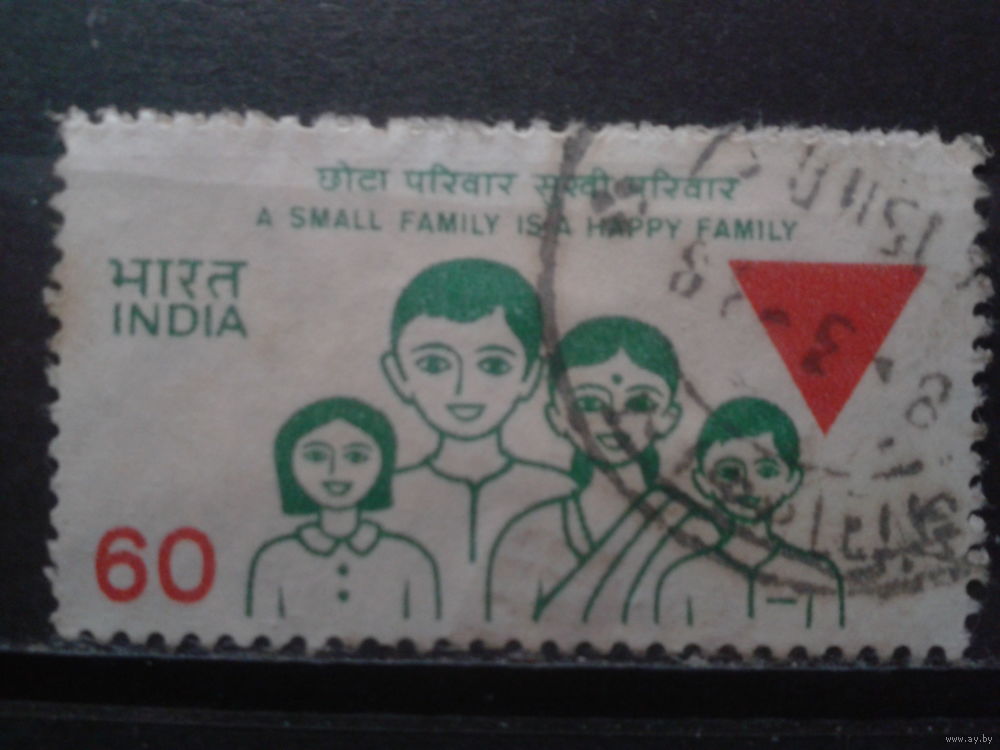 छोटा परिवार सुखी परिवार
A SMALL FAMILY IS A HAPPY FAMILY
भारत
INDIA
60
www.ay.by